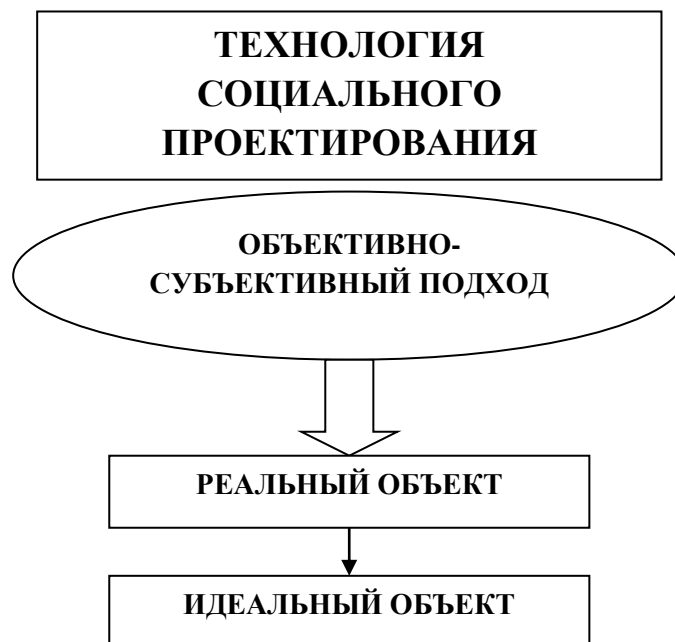 ТЕХНОЛОГИЯ
СОЦИАЛЬНОГО
ПРОЕКТИРОВАНИЯ
ОБЪЕКТИВНО-
СУБЪЕКТИВНЫЙ ПОДХОД
РЕАЛЬНЫЙ ОБЪЕКТ
ИДЕАЛЬНЫЙ ОБЪЕКТ